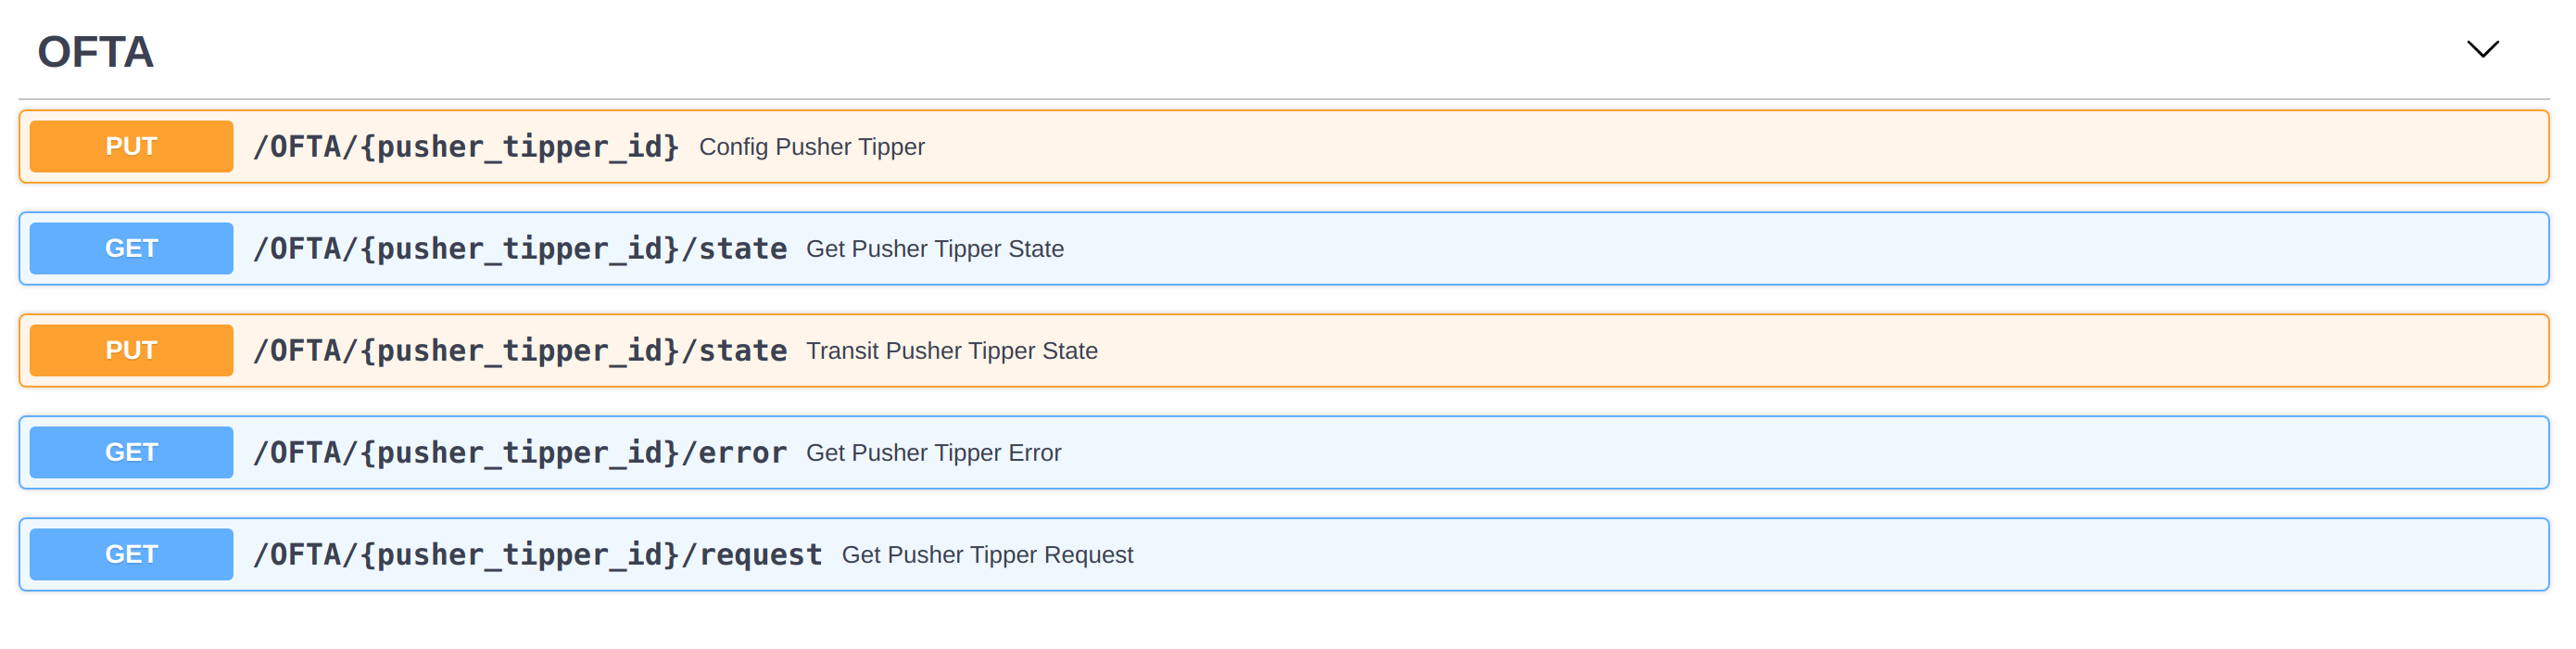 OFTA
PUT /OFTA/{pusher_tipper_id} Config Pusher Tipper
GET /OFTA/{pusher_tipper_id}/state Get Pusher Tipper State
PUT /OFTA/{pusher_tipper_id}/state Transit Pusher Tipper State
GET /OFTA/{pusher_tipper_id}/error Get Pusher Tipper Error
GET /OFTA/{pusher_tipper_id}/request Get Pusher Tipper Request